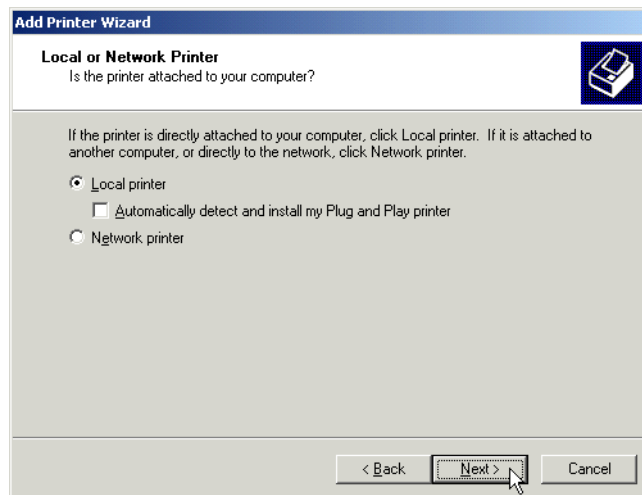 Add Printer Wizard
Local or Network Printer
Is the printer attached to your computer?
If the printer is directly attached to your computer, click Local printer. If it is attached to
another computer, or directly to the network, click Network printer.
Local printer
Automatically detect and install my Plug and Play printer
Network printer
< Back Next > Cancel